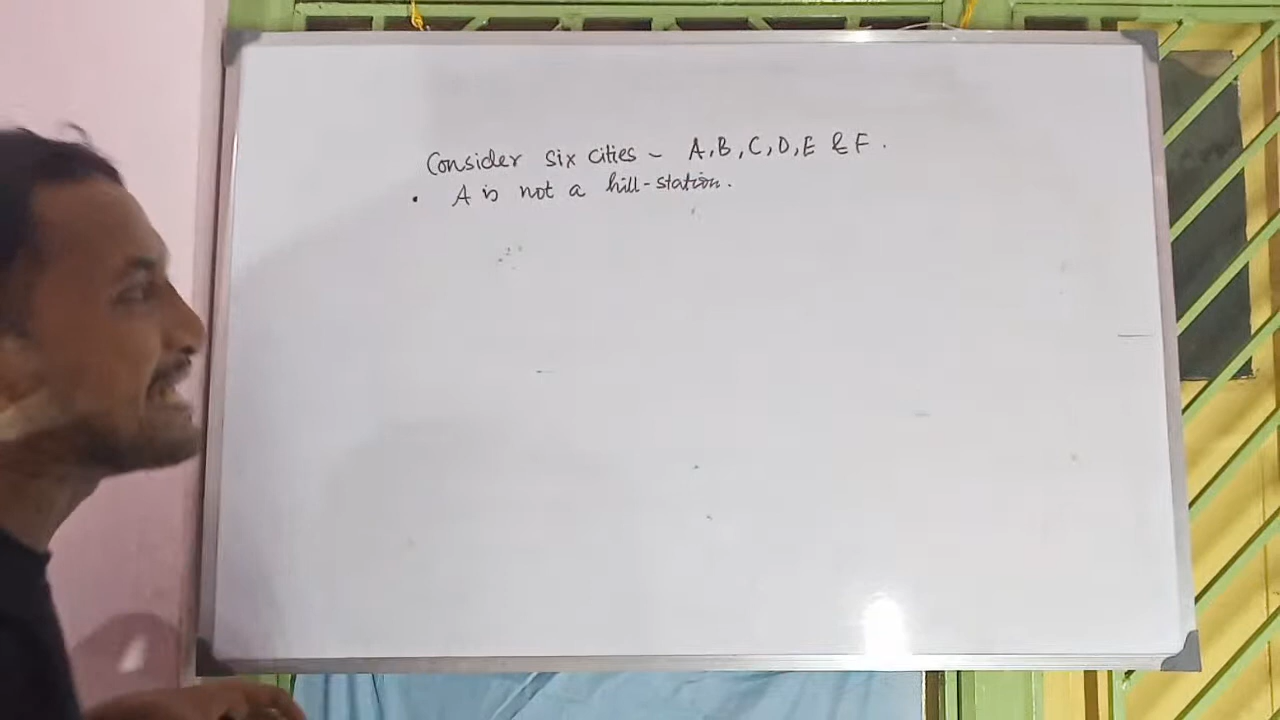 Consider six cities - A, B, C, D, E & F.
• A is not a hill-station.